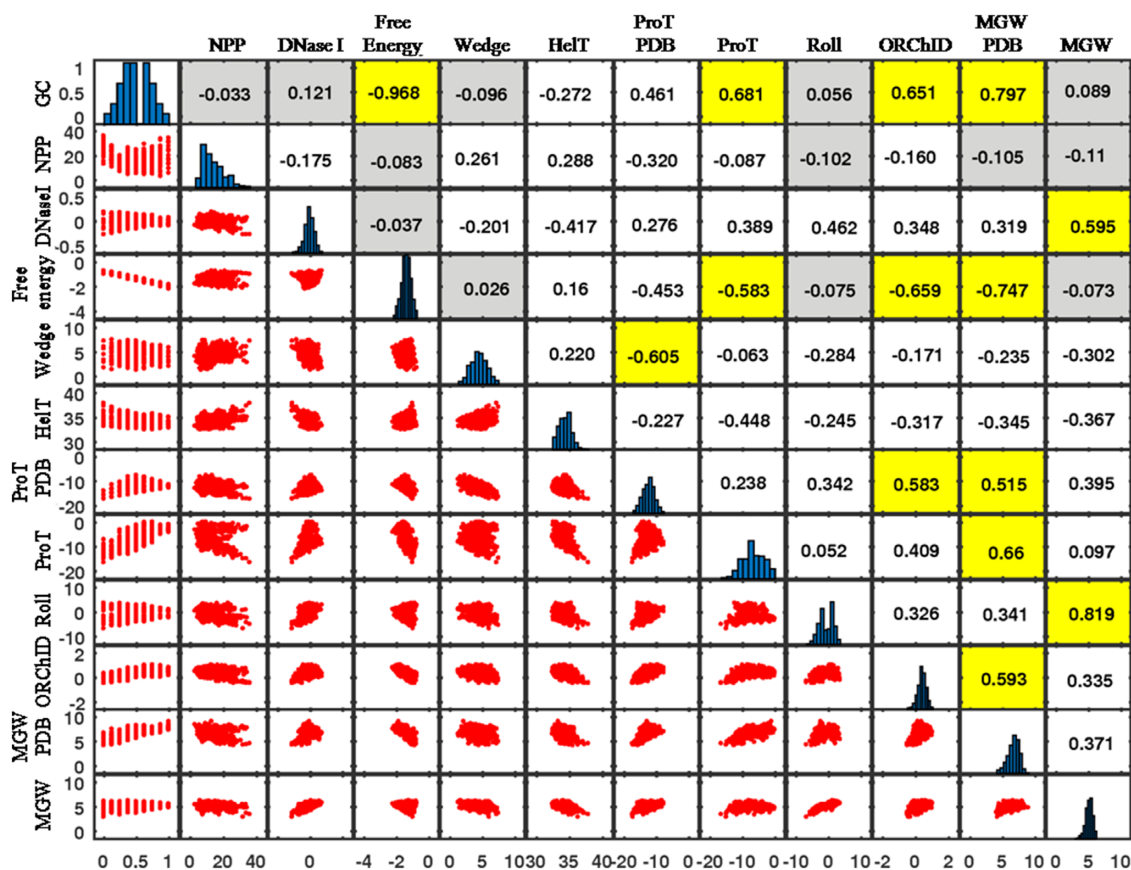 Free ProT MGW
NPP DNase I Energy Wedge HelT PDB ProT Roll ORChID PDB MGW
GC 1 0.5 0 -0.033 0.121 -0.968 -0.096 -0.272 0.461 0.681 0.056 0.651 0.797 0.089
NPP 40 20 0 -0.175 -0.083 0.261 0.288 -0.320 -0.087 -0.102 -0.160 -0.105 -0.11
DNaseI 0.5 0 -0.5 -0.037 -0.201 -0.417 0.276 0.389 0.462 0.348 0.319 0.595
Free energy 0 -2 -4 0.026 0.16 -0.453 -0.583 -0.075 -0.659 -0.747 -0.073
Wedge 10 5 0 0.220 -0.605 -0.063 -0.284 -0.171 -0.235 -0.302
HelT 40 35 30 -0.227 -0.448 -0.245 -0.317 -0.345 -0.367
ProT PDB 0 -10 -20 0.238 0.342 0.583 0.515 0.395
ProT 0 -10 -20 0.052 0.409 0.66 0.097
Roll 10 0 -10 0.326 0.341 0.819
ORChID 2 0 -2 0.593 0.335
MGW PDB 10 5 0 0.371
MGW 10 5 0
0 0.5 1 0 20 40 0 -4 -2 0 0 5 10 30 35 40 -20 -10 0 -20 -10 0 -10 0 10 -2 0 2 0 5 10 0 5 10